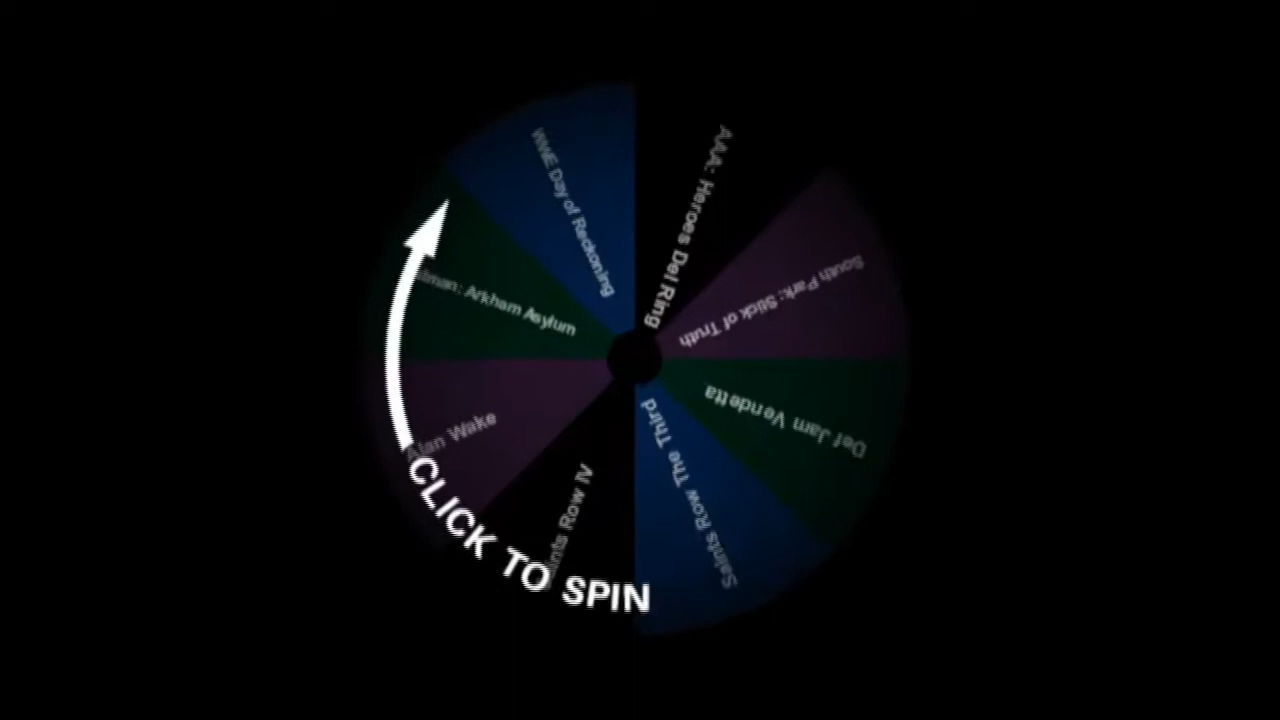 WWE Day of Reckoning
AAA: Heroes Del Ring
South Park: Stick of Truth
Def Jam Vendetta
Saints Row The Third
Row IV
Alan Wake
Arkham Asylum
CLICK TO SPIN